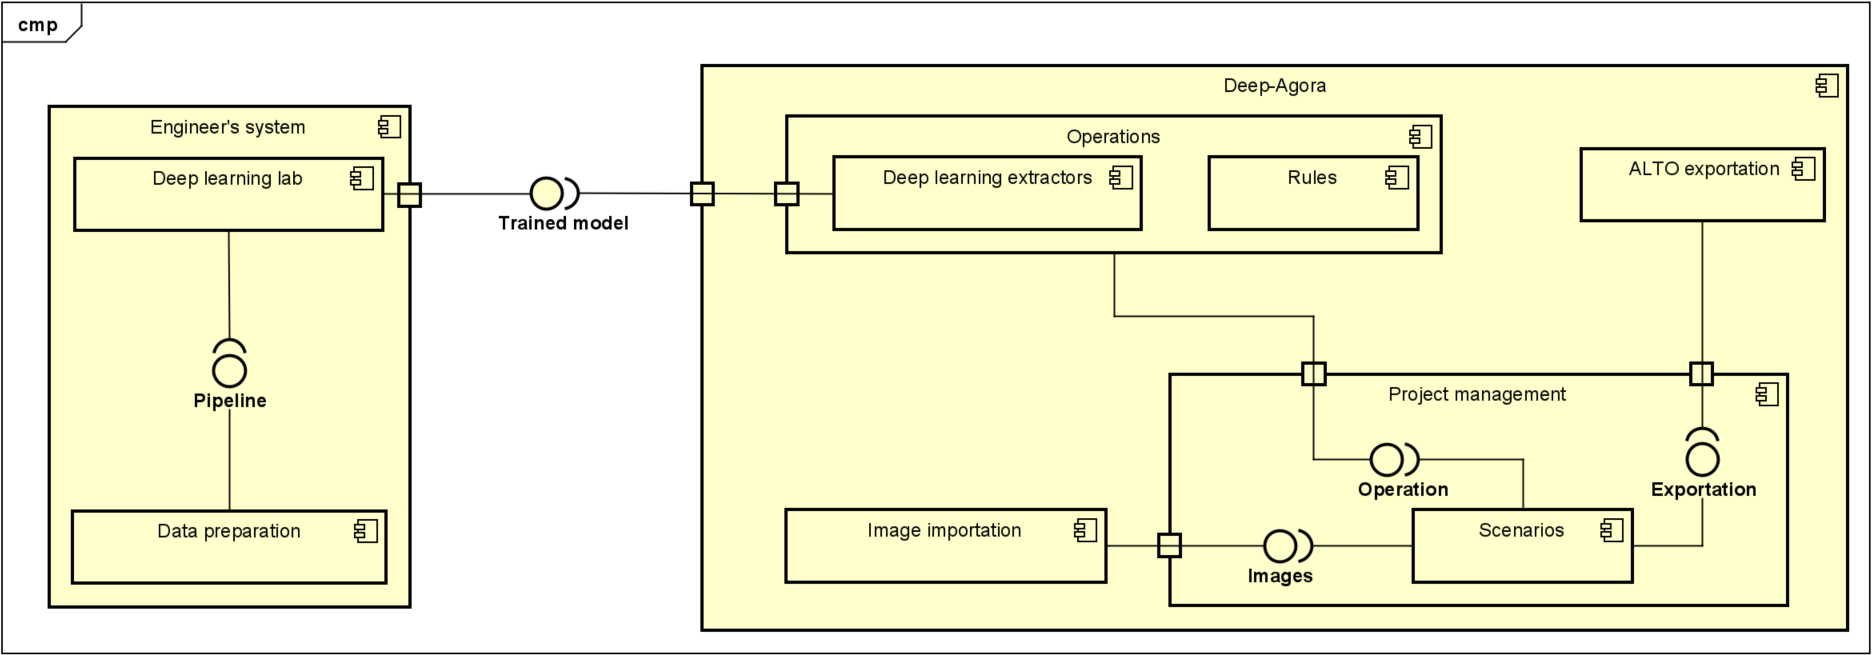 cmp
Engineer's system
Deep learning lab
Pipeline
Data preparation
Trained model
Deep-Agora
Operations
Deep learning extractors
Rules
ALTO exportation
Project management
Operation
Exportation
Image importation
Images
Scenarios